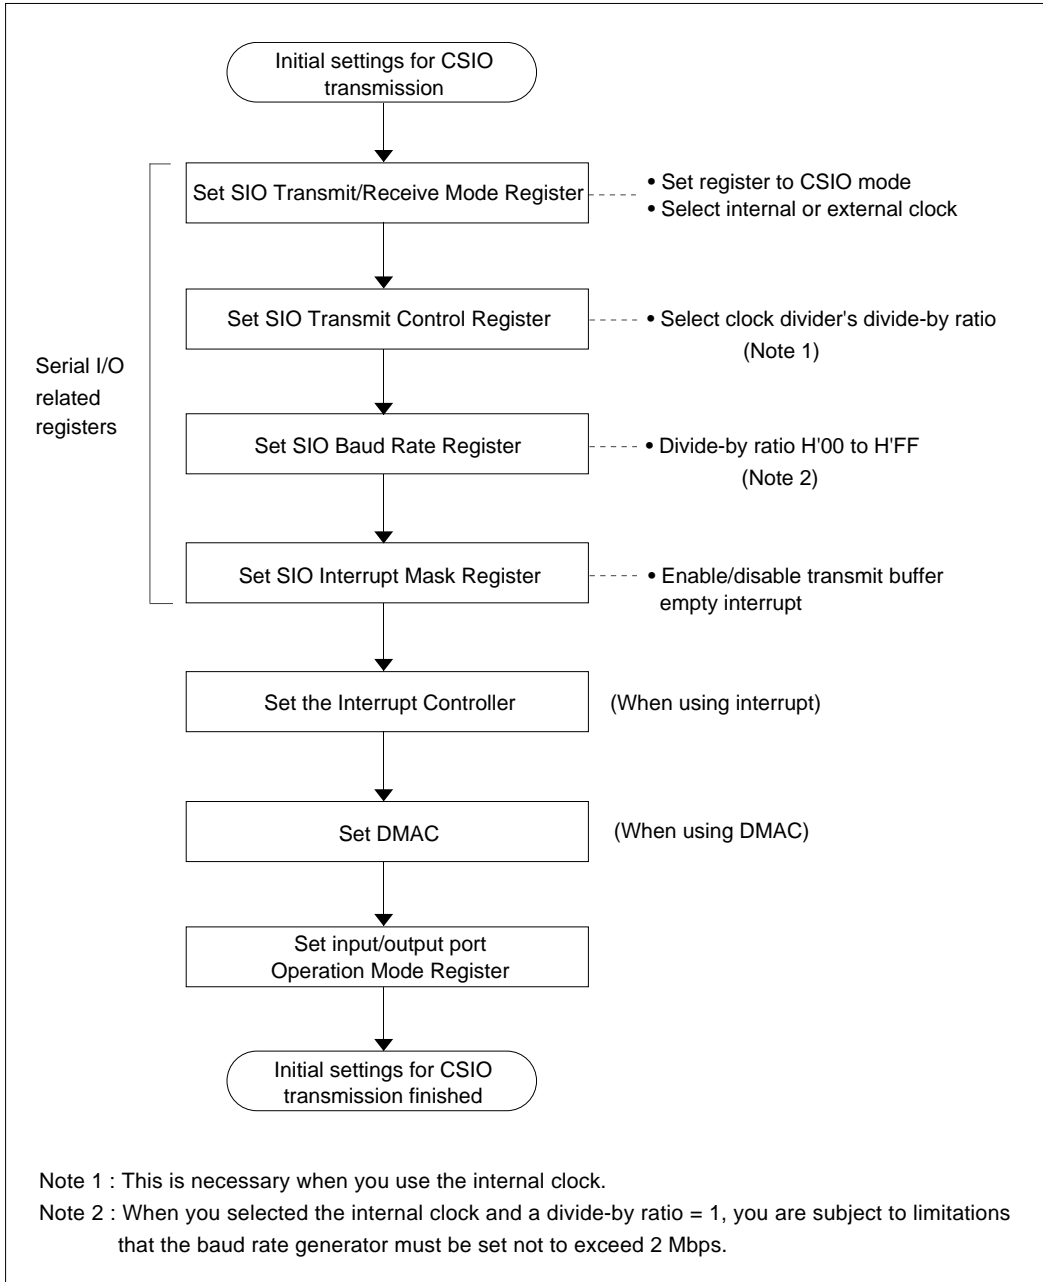 Initial settings for CSIO
transmission
Set SIO Transmit/Receive Mode Register
• Set register to CSIO mode
• Select internal or external clock
Set SIO Transmit Control Register
• Select clock divider's divide-by ratio
(Note 1)
Serial I/O
related
registers
Set SIO Baud Rate Register
• Divide-by ratio H'00 to H'FF
(Note 2)
Set SIO Interrupt Mask Register
• Enable/disable transmit buffer
empty interrupt
Set the Interrupt Controller
(When using interrupt)
Set DMAC
(When using DMAC)
Set input/output port
Operation Mode Register
Initial settings for CSIO
transmission finished
Note 1 : This is necessary when you use the internal clock.
Note 2 : When you selected the internal clock and a divide-by ratio = 1, you are subject to limitations
that the baud rate generator must be set not to exceed 2 Mbps.